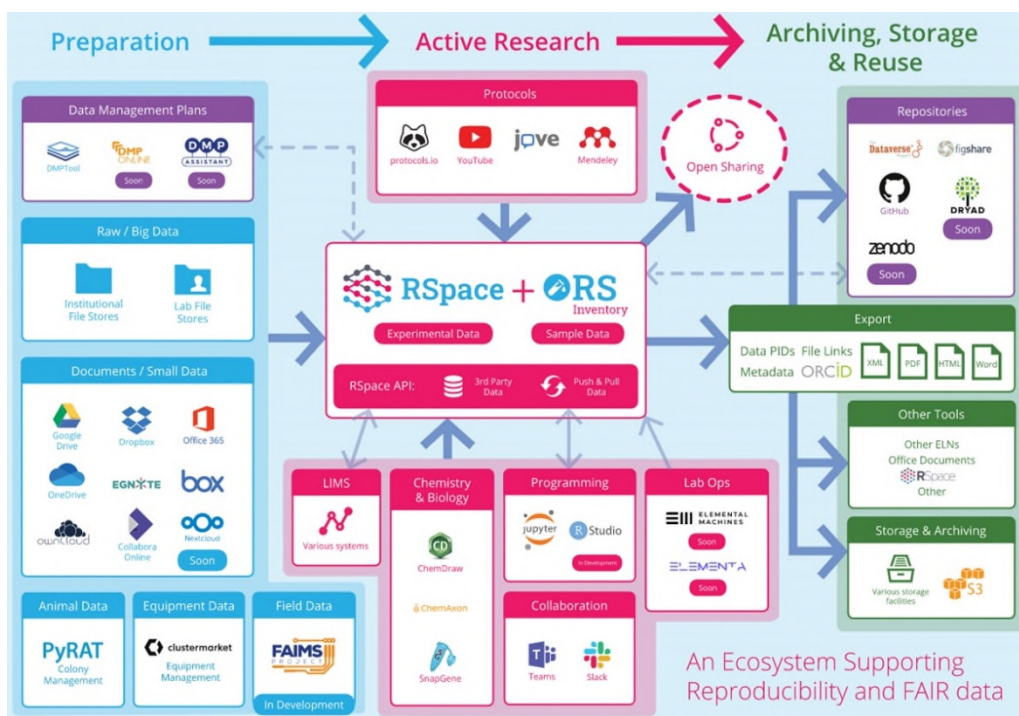 Preparation
Active Research
Archiving, Storage
& Reuse
Data Management Plans
DMPTool
DMP
ONLINE
Soon
DMP
ASSISTANT
Soon
Raw / Big Data
Institutional
File Stores
Lab File
Stores
Documents / Small Data
Google
Drive
Dropbox
Office 365
OneDrive
EGNYTE
box
ownCloud
Collabora
Online
Nextcloud
Soon
Animal Data
PyRAT
Colony
Management
Equipment Data
clustermarket
Equipment
Management
Field Data
FAIMS
PROJECT
In Development
Protocols
protocols.io
YouTube
jove
Mendeley
Open Sharing
RSpace + RS
Inventory
Experimental Data
Sample Data
RSpace API:
3rd Party
Data
Push & Pull
Data
LIMS
Various systems
Chemistry
& Biology
CD
ChemDraw
ChemAxon
SnapGene
Programming
jupyter
R Studio
In Development
Collaboration
Teams
Slack
Lab Ops
ELEMENTAL
MACHINES
Soon
ELEMENTA
Soon
Repositories
Dataverse
figshare
GitHub
DRYAD
Soon
zenodo
Soon
Export
Data PIDs File Links
Metadata ORCID
XML
PDF
HTML
Word
Other Tools
Other ELNs
Office Documents
RSpace
Other
Storage & Archiving
Various storage
facilities
S3
An Ecosystem Supporting
Reproducibility and FAIR data